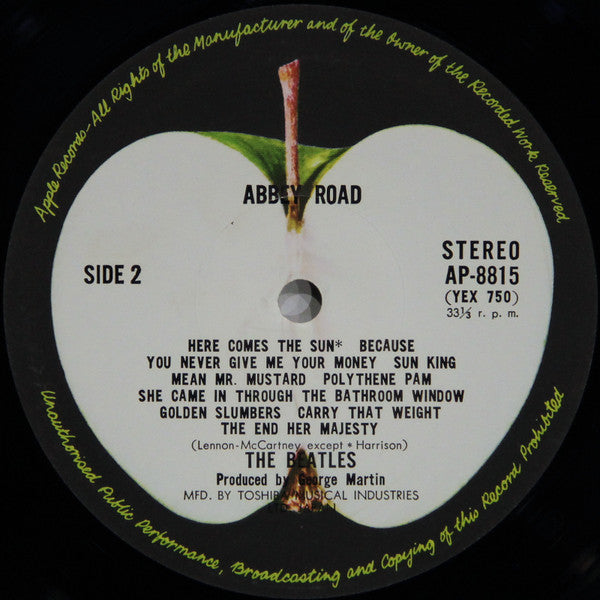 Apple Records-All Rights of the Manufacturer and of the Owner of the Recorded Work Reserved
ABBEY ROAD
SIDE 2
STEREO
AP-8815
(YEX 750)
33⅓ r. p. m.
HERE COMES THE SUN* BECAUSE
YOU NEVER GIVE ME YOUR MONEY SUN KING
MEAN MR. MUSTARD POLYTHENE PAM
SHE CAME IN THROUGH THE BATHROOM WINDOW
GOLDEN SLUMBERS CARRY THAT WEIGHT
THE END HER MAJESTY
(Lennon-McCartney except * Harrison)
THE BEATLES
Produced by George Martin
MFD. BY TOSHIBA MUSICAL INDUSTRIES
LTD.
Unauthorised Public Performance, Broadcasting and Copying of this Record Prohibited